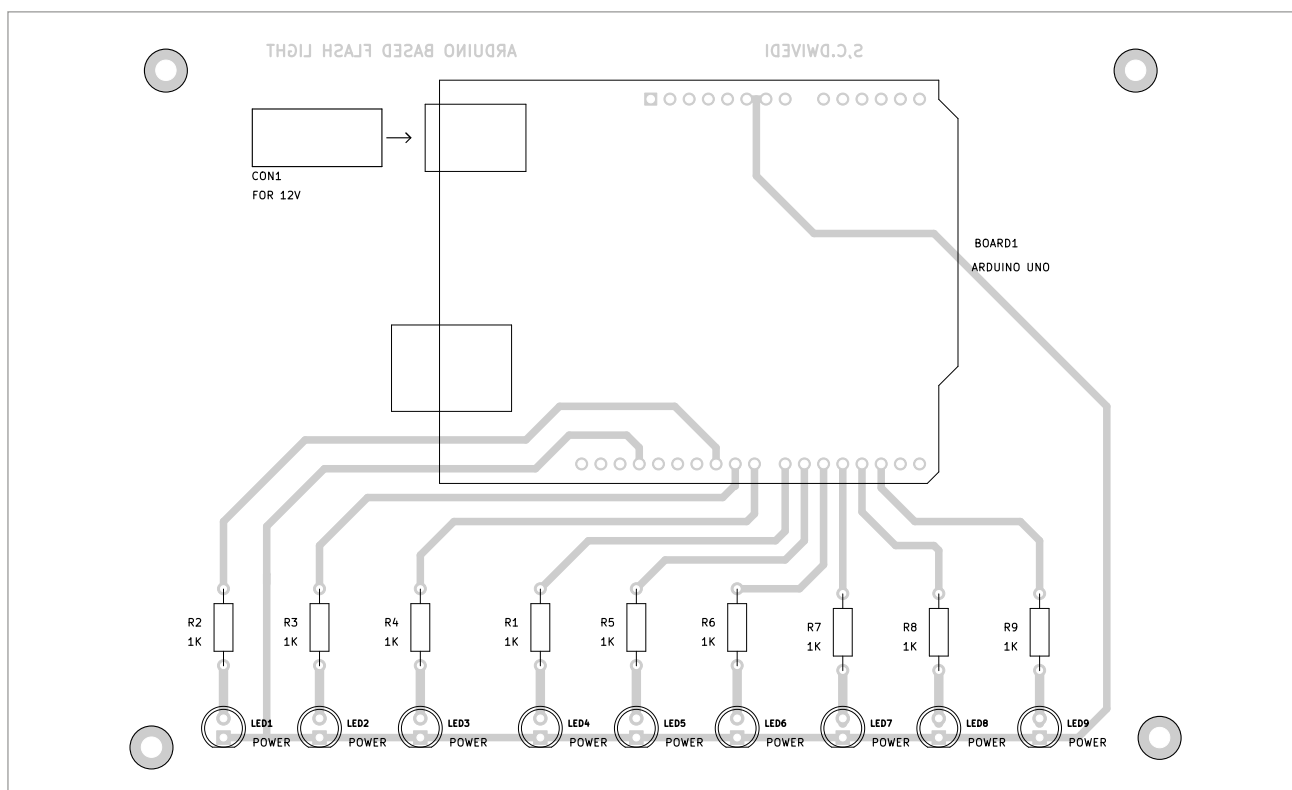 ARDUINO BASED FLASH LIGHT
S,C.DWIVEDI
CON1
FOR 12V
BOARD1
ARDUINO UNO
R2
1K
R3
1K
R4
1K
R1
1K
R5
1K
R6
1K
R7
1K
R8
1K
R9
1K
LED1
POWER
LED2
POWER
LED3
POWER
LED4
POWER
LED5
POWER
LED6
POWER
LED7
POWER
LED8
POWER
LED9
POWER